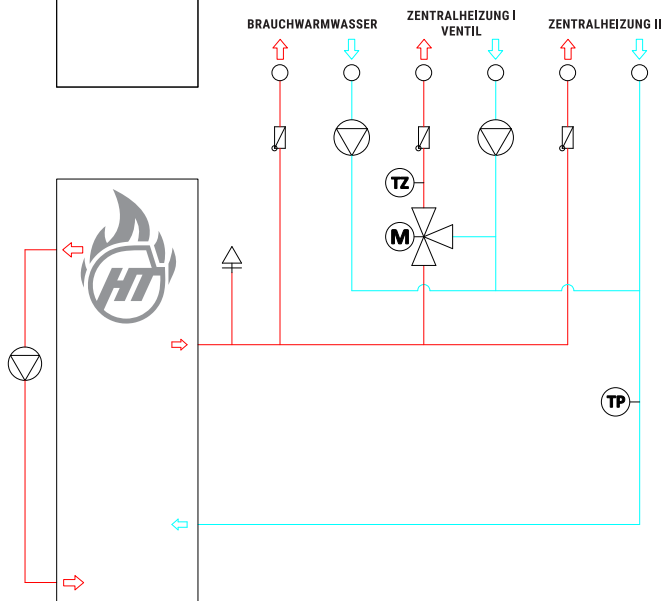 BRAUCHWARMWASSER
ZENTRALHEIZUNG I
VENTIL
ZENTRALHEIZUNG II
TZ
M
HT
TP